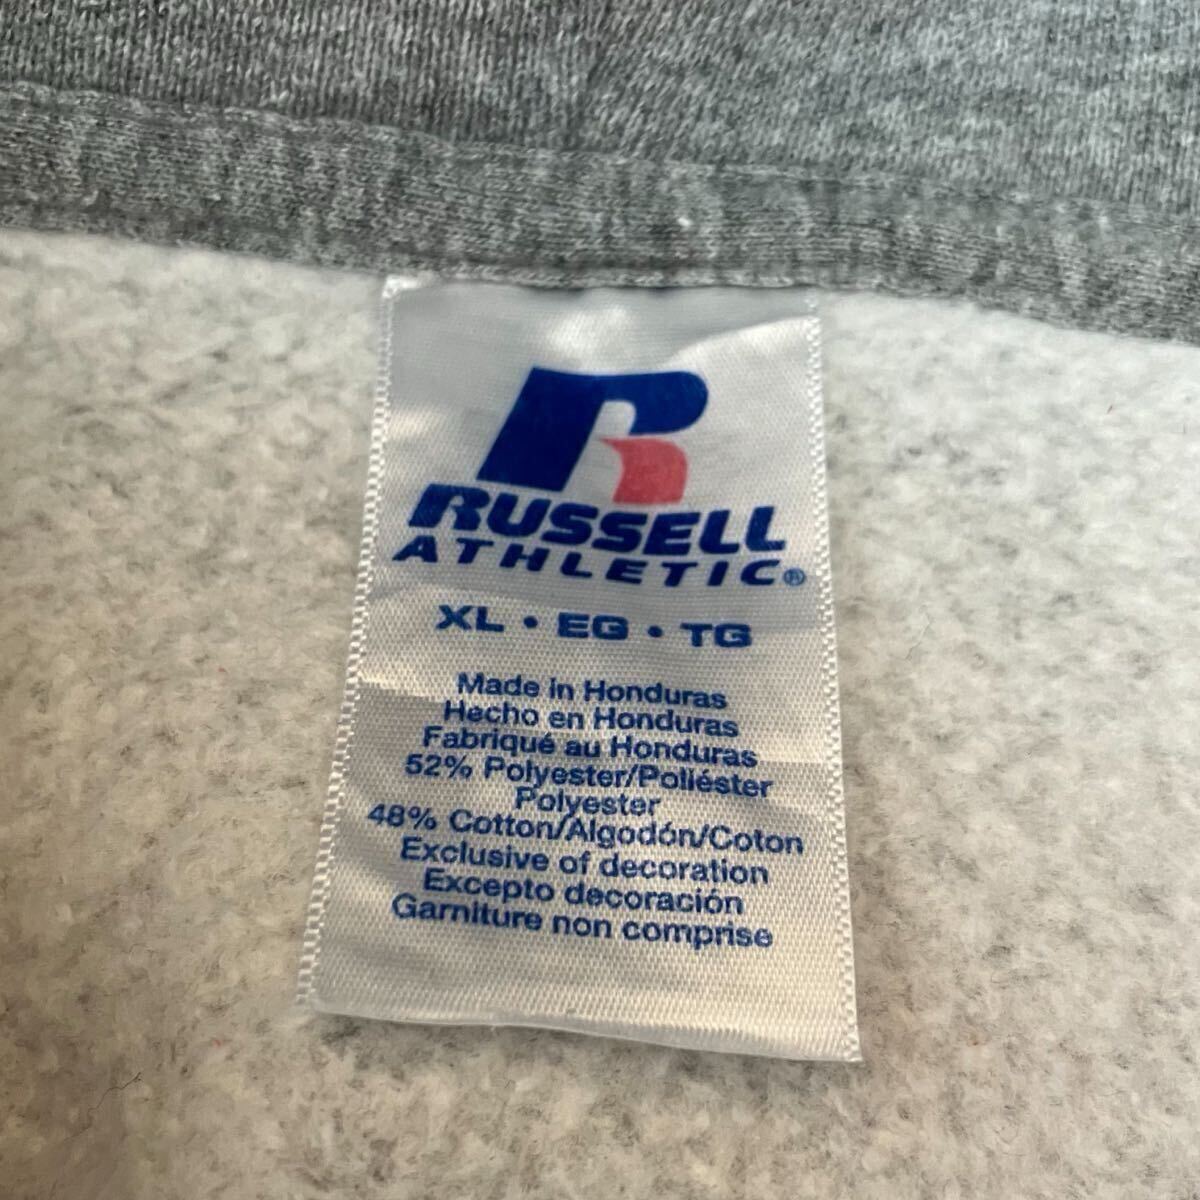 R
RUSSELL
ATHLETIC®
XL • EG • TG
Made in Honduras
Hecho en Honduras
Fabriqué au Honduras
52% Polyester/Poliéster
Polyester
48% Cotton/Algodón/Coton
Exclusive of decoration
Excepto decoración
Garniture non comprise